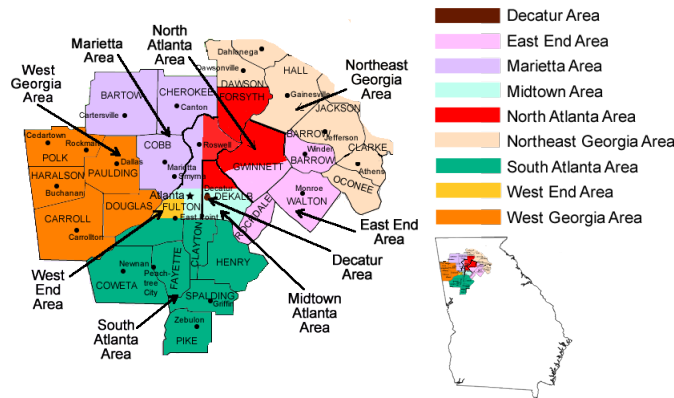 North
Atlanta
Area
Marietta
Area
West
Georgia
Area
Northeast
Georgia
Area
Dahlonega
Dawsonville
HALL
DAWSON
CHEROKEE
FORSYTH
Gainesville
BARTOW
Canton
JACKSON
Cartersville
BARROW
Jefferson
Cedartown
Rockmart
COBB
Roswell
CLARKE
POLK
Dallas
Winder
BARROW
HARALSON
PAULDING
Marietta
GWINNETT
Athens
Smyrna
OCONEE
Buchanan
Decatur
Monroe
DOUGLAS
Atlanta
DEKALB
WALTON
CARROLL
FULTON
East Point
ROCKDALE
Carrollton
East End
Area
CLAYTON
Decatur
Area
West
End
Area
Newnan
Peach-
tree
City
FAYETTE
HENRY
COWETA
Midtown
Atlanta
Area
SPALDING
Griffin
South
Atlanta
Area
Zebulon
PIKE
Decatur Area
East End Area
Marietta Area
Midtown Area
North Atlanta Area
Northeast Georgia Area
South Atlanta Area
West End Area
West Georgia Area